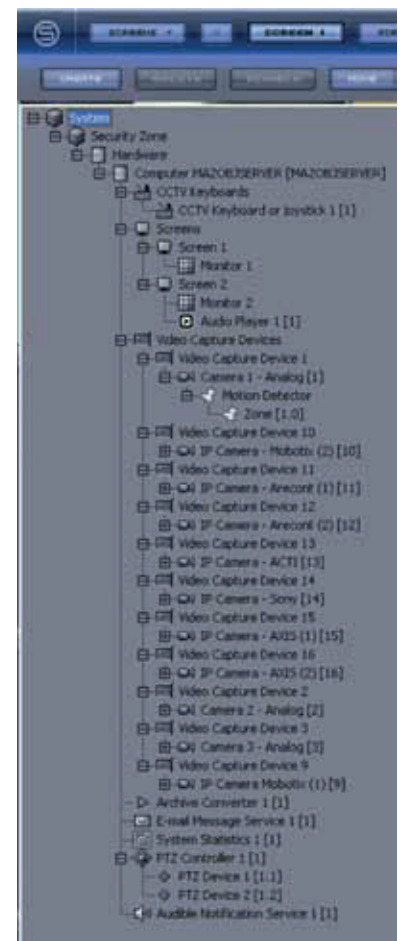 SCREEN 1
System
Security Zone
Hardware
Computer MA2OBJSERVER [MA2OBJSERVER]
CCTV Keyboards
CCTV Keyboard or Joystick 1 [1]
Screens
Screen 1
Monitor 1
Screen 2
Monitor 2
Audio Player 1 [1]
Video Capture Devices
Video Capture Device 1
Camera 1 - Analog [1]
Motion Detector
Zone [1.0]
Video Capture Device 10
IP Camera - Mobotix (2) [10]
Video Capture Device 11
IP Camera - Arecont (1) [11]
Video Capture Device 12
IP Camera - Arecont (2) [12]
Video Capture Device 13
IP Camera - ACTI [13]
Video Capture Device 14
IP Camera - Sony [14]
Video Capture Device 15
IP Camera - AXIS (1) [15]
Video Capture Device 16
IP Camera - AXIS (2) [16]
Video Capture Device 2
Camera 2 - Analog [2]
Video Capture Device 3
Camera 3 - Analog [3]
Video Capture Device 9
IP Camera Mobotix (1) [9]
Archive Converter 1 [1]
E-mail Message Service 1 [1]
System Statistics 1 [1]
PTZ Controller 1 [1]
PTZ Device 1 [1.1]
PTZ Device 2 [1.2]
Audible Notification Service 1 [1]